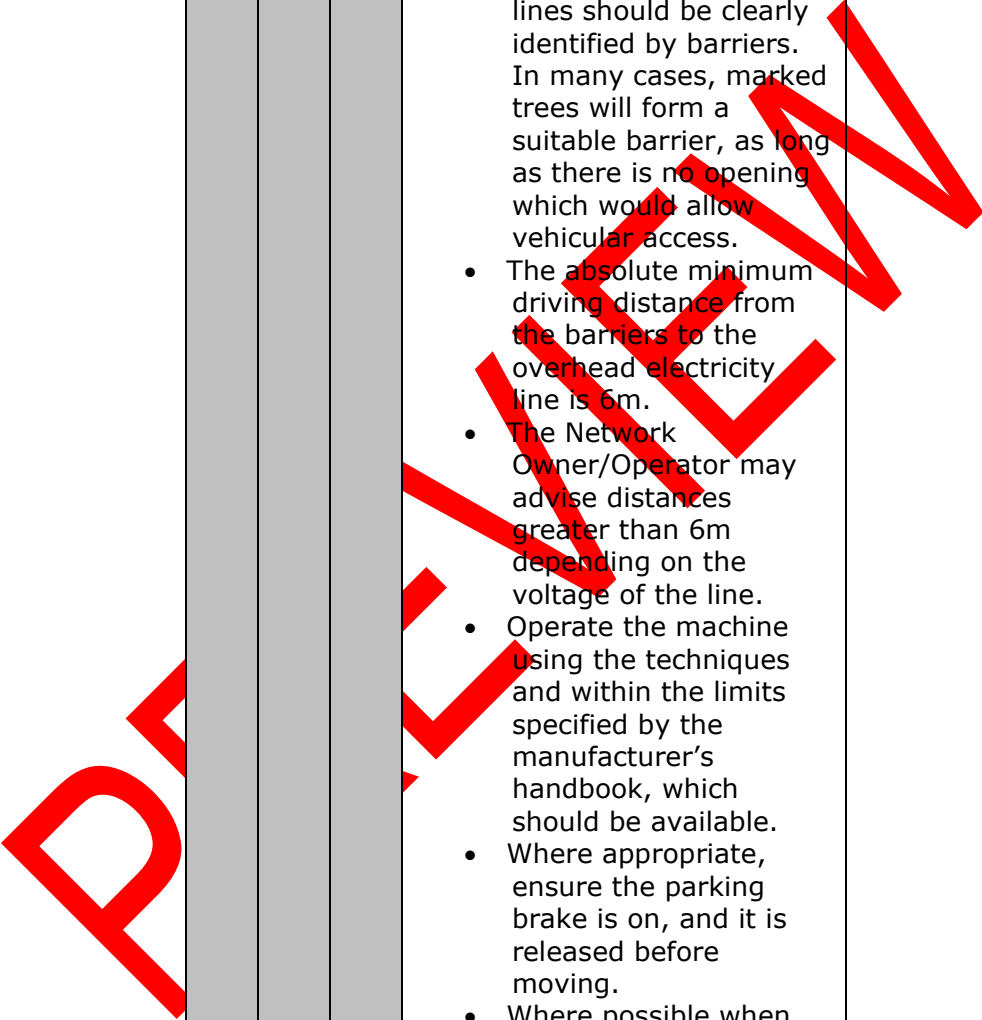 lines should be clearly
identified by barriers.
In many cases, marked
trees will form a
suitable barrier, as long
as there is no opening
which would allow
vehicular access.
• The absolute minimum
driving distance from
the barriers to the
overhead electricity
line is 6m.
• The Network
Owner/Operator may
advise distances
greater than 6m
depending on the
voltage of the line.
• Operate the machine
using the techniques
and within the limits
specified by the
manufacturer’s
handbook, which
should be available.
• Where appropriate,
ensure the parking
brake is on, and it is
released before
moving.
• Where possible when
PREVIEW